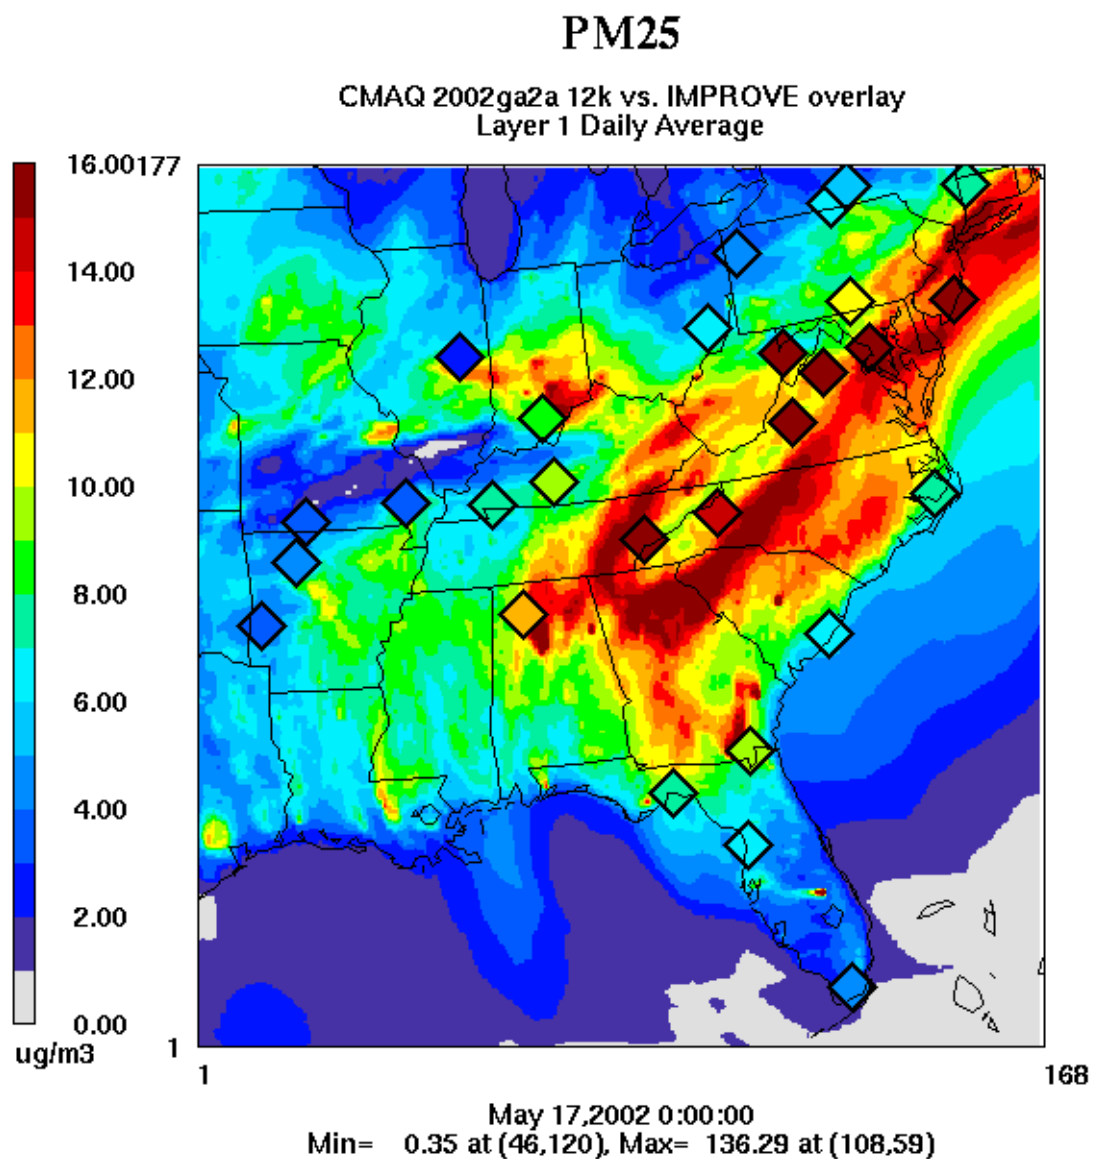 PM25
CMAQ 2002ga2a 12k vs. IMPROVE overlay
Layer 1 Daily Average
16.00
14.00
12.00
10.00
8.00
6.00
4.00
2.00
0.00
ug/m3
177
1
1
168
May 17,2002 0:00:00
Min= 0.35 at (46,120), Max= 136.29 at (108,59)